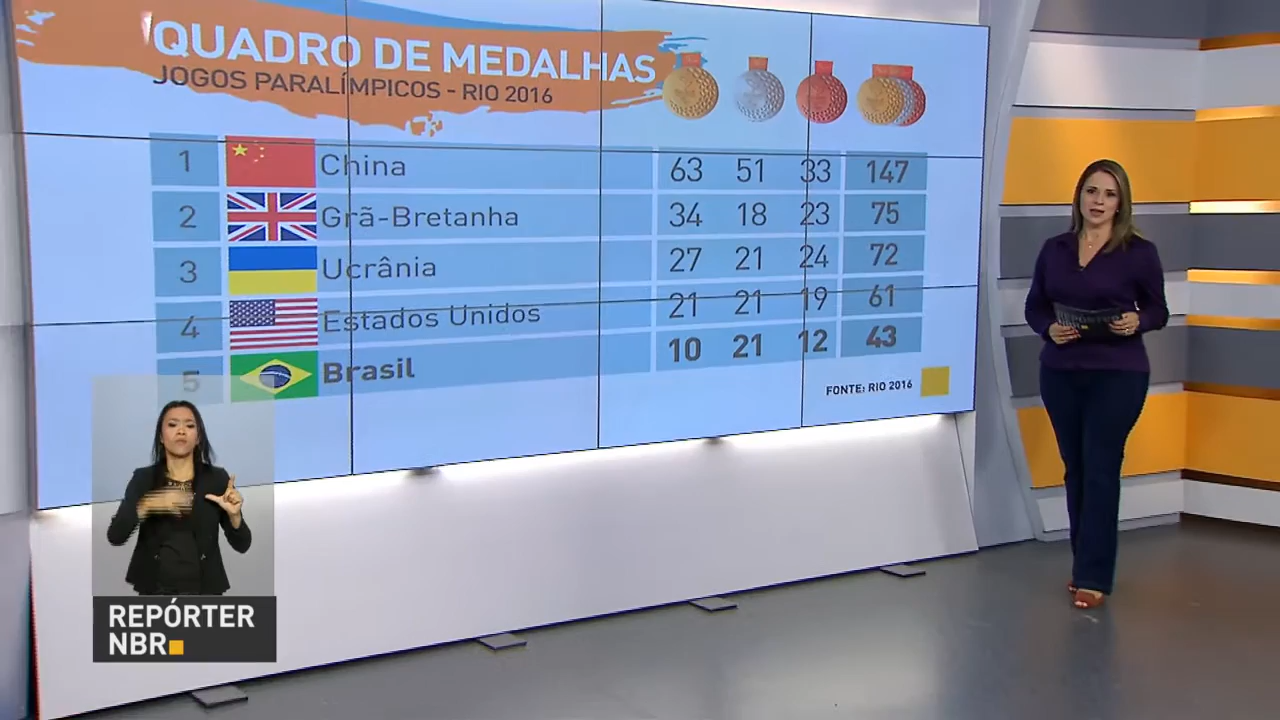 QUADRO DE MEDALHAS
JOGOS PARALÍMPICOS - RIO 2016
1 China 63 51 33 147
2 Grã-Bretanha 34 18 23 75
3 Ucrânia 27 21 24 72
4 Estados Unidos 21 21 19 61
5 Brasil 10 21 12 43
FONTE: RIO 2016
REPÓRTER
REPÓRTER
NBR